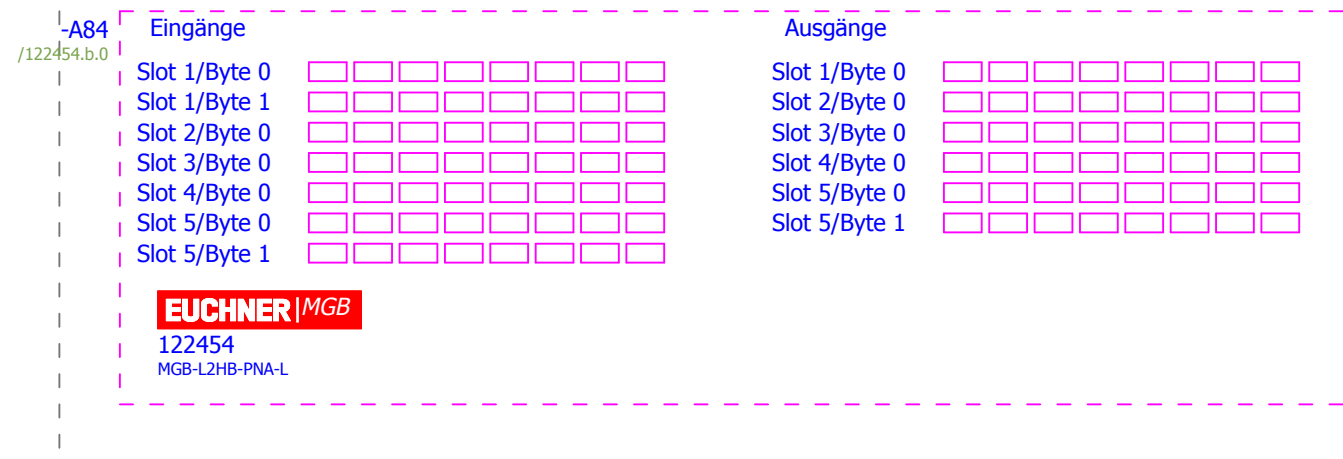 -A84
/122454.b.0
Eingänge
Slot 1/Byte 0
Slot 1/Byte 1
Slot 2/Byte 0
Slot 3/Byte 0
Slot 4/Byte 0
Slot 5/Byte 0
Slot 5/Byte 1
Ausgänge
Slot 1/Byte 0
Slot 2/Byte 0
Slot 3/Byte 0
Slot 4/Byte 0
Slot 5/Byte 0
Slot 5/Byte 1
EUCHNER|MGB
122454
MGB-L2HB-PNA-L